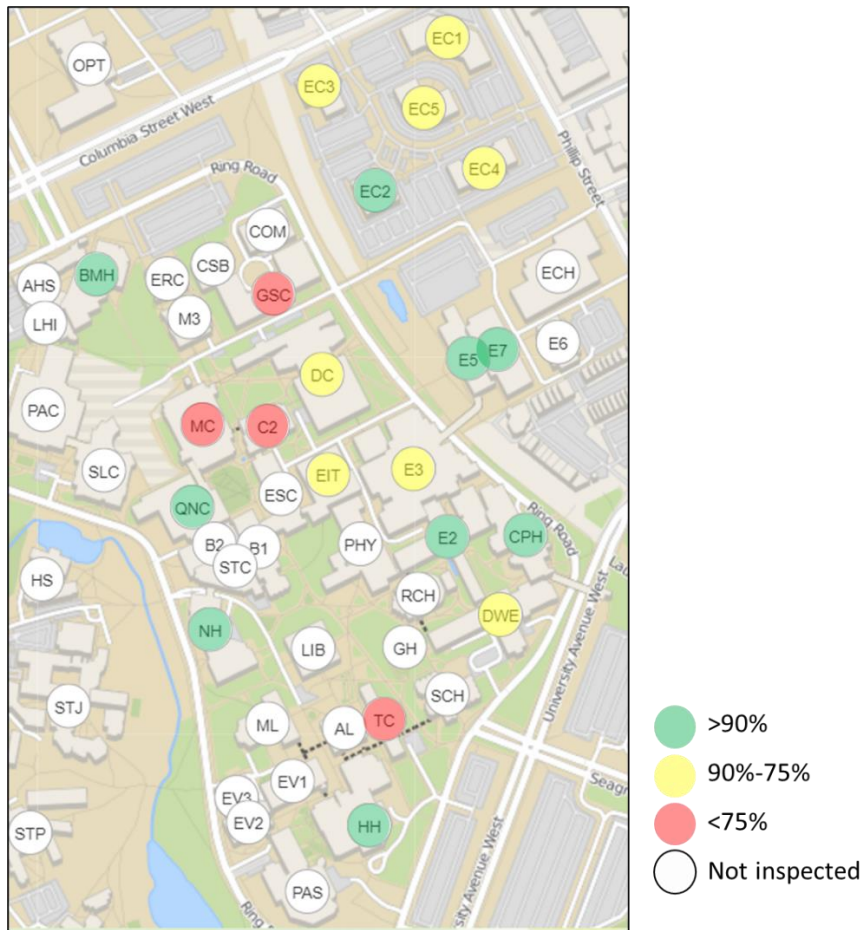 EC1
OPT
EC3
EC5
Columbia Street West
Phillip Street
EC4
Ring Road
EC2
COM
CSB
ECH
BMH
ERC
AHS
GSC
M3
LHI
E6
E7
E5
DC
PAC
MC
C2
SLC
EIT
E3
ESC
QNC
Ring Road
B2
B1
PHY
E2
CPH
STC
HS
RCH
DWE
NH
LIB
GH
University Avenue West
SCH
STJ
ML
AL
TC
>90%
EV1
90%-75%
EV3
EV2
HH
<75%
STP
Not inspected
PAS